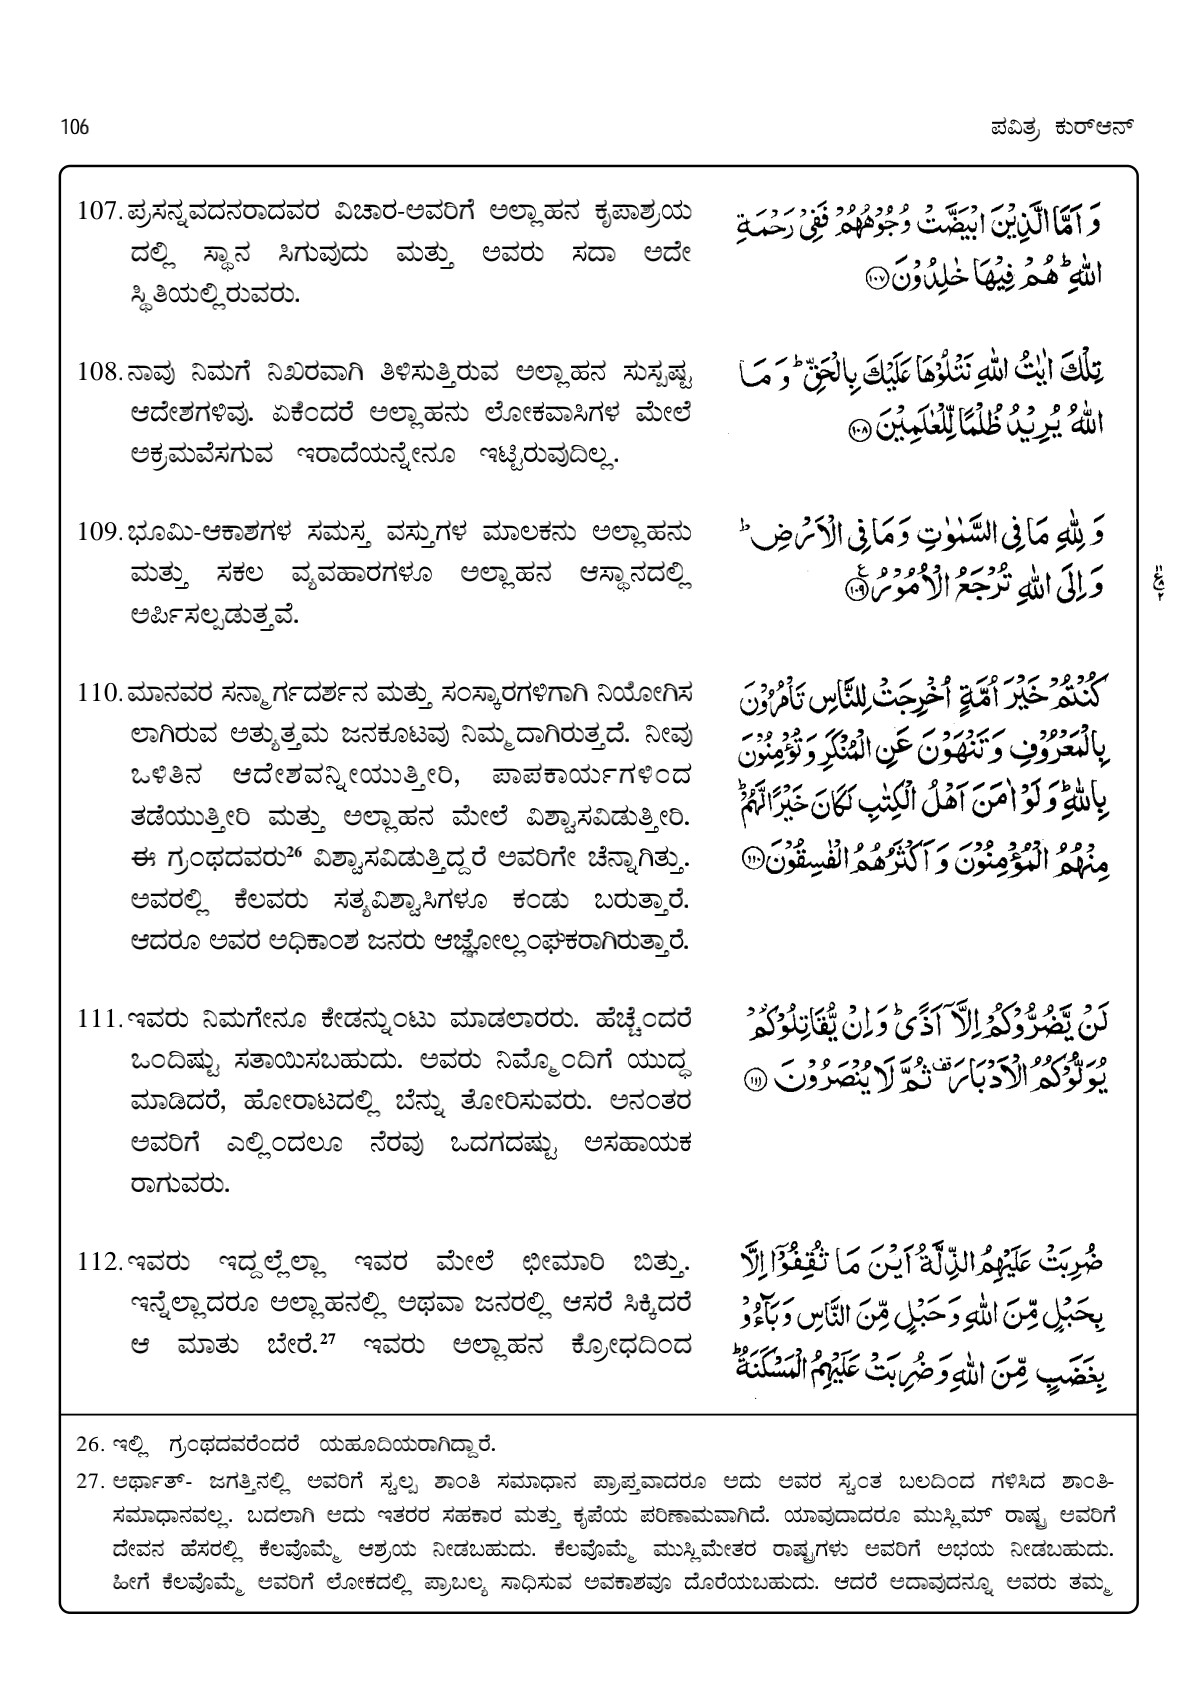 106
ಪವಿತ್ರ ಕುರ್‌ಆನ್
107. ಪ್ರಸನ್ನವದನರಾದವರ ವಿಚಾರ-ಅವರಿಗೆ ಅಲ್ಲಾಹನ ಕೃಪಾಶ್ರಯ
ದಲ್ಲಿ ಸ್ಥಾನ ಸಿಗುವುದು ಮತ್ತು ಅವರು ಸದಾ ಅದೇ
ಸ್ಥಿತಿಯಲ್ಲಿರುವರು.
وَ اَمَّا الَّذِيْنَ ابْيَضَّتْ وُجُوْهُهُمْ فَفِيْ رَحْمَةِ
اللّٰهِ ؕ هُمْ فِيْهَا خٰلِدُوْنَ ۝۱۰۷
108. ನಾವು ನಿಮಗೆ ನಿಖರವಾಗಿ ತಿಳಿಸುತ್ತಿರುವ ಅಲ್ಲಾಹನ ಸುಸ್ಪಷ್ಟ
ಆದೇಶಗಳಿವು. ಏಕೆಂದರೆ ಅಲ್ಲಾಹನು ಲೋಕವಾಸಿಗಳ ಮೇಲೆ
ಅಕ್ರಮವೆಸಗುವ ಇರಾದೆಯನ್ನೇನೂ ಇಟ್ಟಿರುವುದಿಲ್ಲ.
تِلْكَ اٰيٰتُ اللّٰهِ نَتْلُوْهَا عَلَيْكَ بِالْحَقِّ ؕ وَ مَا
اللّٰهُ يُرِيْدُ ظُلْمًا لِّلْعٰلَمِيْنَ ۝۱۰۸
109. ಭೂಮಿ-ಆಕಾಶಗಳ ಸಮಸ್ತ ವಸ್ತುಗಳ ಮಾಲಕನು ಅಲ್ಲಾಹನು
ಮತ್ತು ಸಕಲ ವ್ಯವಹಾರಗಳೂ ಅಲ್ಲಾಹನ ಆಸ್ಥಾನದಲ್ಲಿ
ಅರ್ಪಿಸಲ್ಪಡುತ್ತವೆ.
وَ لِلّٰهِ مَا فِي السَّمٰوٰتِ وَ مَا فِي الْاَرْضِ ؕ
وَ اِلَى اللّٰهِ تُرْجَعُ الْاُمُوْرُ ۝۱۰۹
110. ಮಾನವರ ಸನ್ಮಾರ್ಗದರ್ಶನ ಮತ್ತು ಸಂಸ್ಕಾರಗಳಿಗಾಗಿ ನಿಯೋಗಿಸ
ಲಾಗಿರುವ ಅತ್ಯುತ್ತಮ ಜನಕೂಟವು ನಿಮ್ಮದಾಗಿರುತ್ತದೆ. ನೀವು
ಒಳಿತಿನ ಆದೇಶವನ್ನೀಯುತ್ತೀರಿ, ಪಾಪಕಾರ್ಯಗಳಿಂದ
ತಡೆಯುತ್ತೀರಿ ಮತ್ತು ಅಲ್ಲಾಹನ ಮೇಲೆ ವಿಶ್ವಾಸವಿಡುತ್ತೀರಿ.
ಈ ಗ್ರಂಥದವರು²⁶ ವಿಶ್ವಾಸವಿಡುತ್ತಿದ್ದರೆ ಅವರಿಗೇ ಚೆನ್ನಾಗಿತ್ತು.
ಅವರಲ್ಲಿ ಕೆಲವರು ಸತ್ಯವಿಶ್ವಾಸಿಗಳೂ ಕಂಡು ಬರುತ್ತಾರೆ.
ಆದರೂ ಅವರ ಅಧಿಕಾಂಶ ಜನರು ಆಜ್ಞೋಲ್ಲಂಘಕರಾಗಿರುತ್ತಾರೆ.
كُنْتُمْ خَيْرَ اُمَّةٍ اُخْرِجَتْ لِلنَّاسِ تَاْمُرُوْنَ
بِالْمَعْرُوْفِ وَ تَنْهَوْنَ عَنِ الْمُنْكَرِ وَ تُؤْمِنُوْنَ
بِاللّٰهِ ؕ وَ لَوْ اٰمَنَ اَهْلُ الْكِتٰبِ لَكَانَ خَيْرًا لَّهُمْ ؕ
مِنْهُمُ الْمُؤْمِنُوْنَ وَ اَكْثَرُهُمُ الْفٰسِقُوْنَ ۝۱۱۰
111. ಇವರು ನಿಮಗೇನೂ ಕೇಡನ್ನುಂಟು ಮಾಡಲಾರರು. ಹೆಚ್ಚೆಂದರೆ
ಒಂದಿಷ್ಟು ಸತಾಯಿಸಬಹುದು. ಅವರು ನಿಮ್ಮೊಂದಿಗೆ ಯುದ್ಧ
ಮಾಡಿದರೆ, ಹೋರಾಟದಲ್ಲಿ ಬೆನ್ನು ತೋರಿಸುವರು. ಅನಂತರ
ಅವರಿಗೆ ಎಲ್ಲಿಂದಲೂ ನೆರವು ಒದಗದಷ್ಟು ಅಸಹಾಯಕ
ರಾಗುವರು.
لَنْ يَّضُرُّوْكُمْ اِلَّاۤ اَذًى ؕ وَ اِنْ يُّقَاتِلُوْكُمْ
يُوَلُّوْكُمُ الْاَدْبَارَ ۫ ثُمَّ لَا يُنْصَرُوْنَ ۝۱۱۱
112. ಇವರು ಇದ್ದಲ್ಲೆಲ್ಲಾ ಇವರ ಮೇಲೆ ಛೀಮಾರಿ ಬಿತ್ತು.
ಇನ್ನೆಲ್ಲಾದರೂ ಅಲ್ಲಾಹನಲ್ಲಿ ಅಥವಾ ಜನರಲ್ಲಿ ಆಸರೆ ಸಿಕ್ಕಿದರೆ
ಆ ಮಾತು ಬೇರೆ.²⁷ ಇವರು ಅಲ್ಲಾಹನ ಕ್ರೋಧದಿಂದ
ضُرِبَتْ عَلَيْهِمُ الذِّلَّةُ اَيْنَ مَا ثُقِفُوْۤا اِلَّا
بِحَبْلٍ مِّنَ اللّٰهِ وَ حَبْلٍ مِّنَ النَّاسِ وَ بَآءُوْ
بِغَضَبٍ مِّنَ اللّٰهِ وَ ضُرِبَتْ عَلَيْهِمُ الْمَسْكَنَةُ ؕ
26. ಇಲ್ಲಿ ಗ್ರಂಥದವರೆಂದರೆ ಯಹೂದಿಯರಾಗಿದ್ದಾರೆ.
27. ಅರ್ಥಾತ್- ಜಗತ್ತಿನಲ್ಲಿ ಅವರಿಗೆ ಸ್ವಲ್ಪ ಶಾಂತಿ ಸಮಾಧಾನ ಪ್ರಾಪ್ತವಾದರೂ ಅದು ಅವರ ಸ್ವಂತ ಬಲದಿಂದ ಗಳಿಸಿದ ಶಾಂತಿ-
ಸಮಾಧಾನವಲ್ಲ. ಬದಲಾಗಿ ಅದು ಇತರರ ಸಹಕಾರ ಮತ್ತು ಕೃಪೆಯ ಪರಿಣಾಮವಾಗಿದೆ. ಯಾವುದಾದರೂ ಮುಸ್ಲಿಮ್ ರಾಷ್ಟ್ರ ಅವರಿಗೆ
ದೇವನ ಹೆಸರಲ್ಲಿ ಕೆಲವೊಮ್ಮೆ ಆಶ್ರಯ ನೀಡಬಹುದು. ಕೆಲವೊಮ್ಮೆ ಮುಸ್ಲಿಮೇತರ ರಾಷ್ಟ್ರಗಳು ಅವರಿಗೆ ಅಭಯ ನೀಡಬಹುದು.
ಹೀಗೆ ಕೆಲವೊಮ್ಮೆ ಅವರಿಗೆ ಲೋಕದಲ್ಲಿ ಪ್ರಾಬಲ್ಯ ಸಾಧಿಸುವ ಅವಕಾಶವೂ ದೊರೆಯಬಹುದು. ಆದರೆ ಅದಾವುದನ್ನೂ ಅವರು ತಮ್ಮ